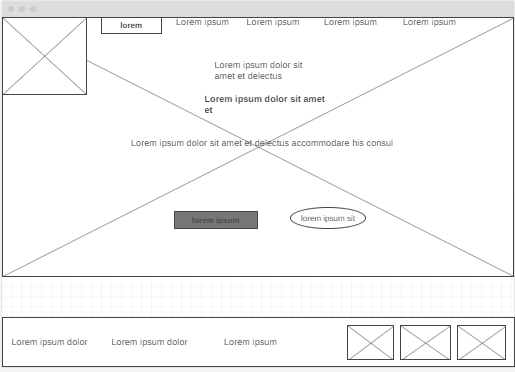 lorem Lorem ipsum Lorem ipsum Lorem ipsum Lorem ipsum
Lorem ipsum dolor sit
amet et delectus
Lorem ipsum dolor sit amet
et
Lorem ipsum dolor sit amet et delectus accommodare his consul
lorem ipsum lorem ipsum sit
Lorem ipsum dolor Lorem ipsum dolor Lorem ipsum